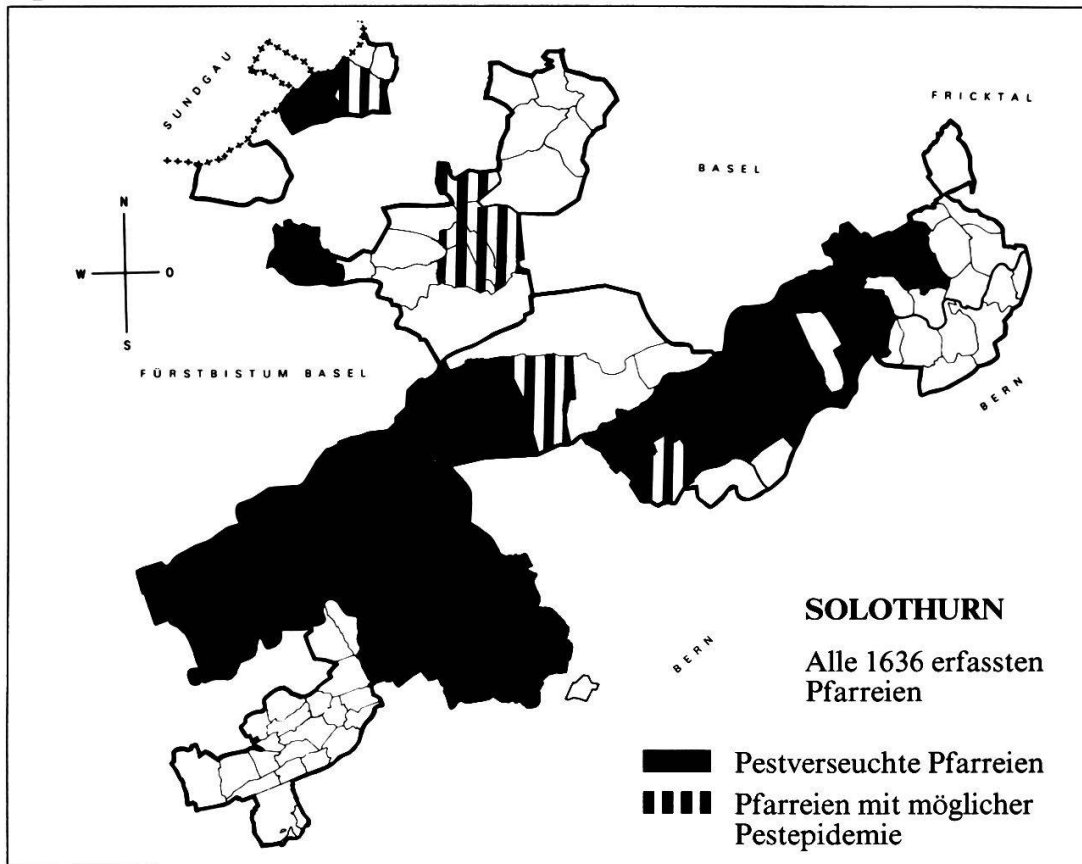 SUNDGAU
FRICKTAL
BASEL
N
W O
S
FÜRSTBISTUM BASEL
BERN
BERN
SOLOTHURN
Alle 1636 erfassten
Pfarreien
Pestverseuchte Pfarreien
Pfarreien mit möglicher
Pestepidemie